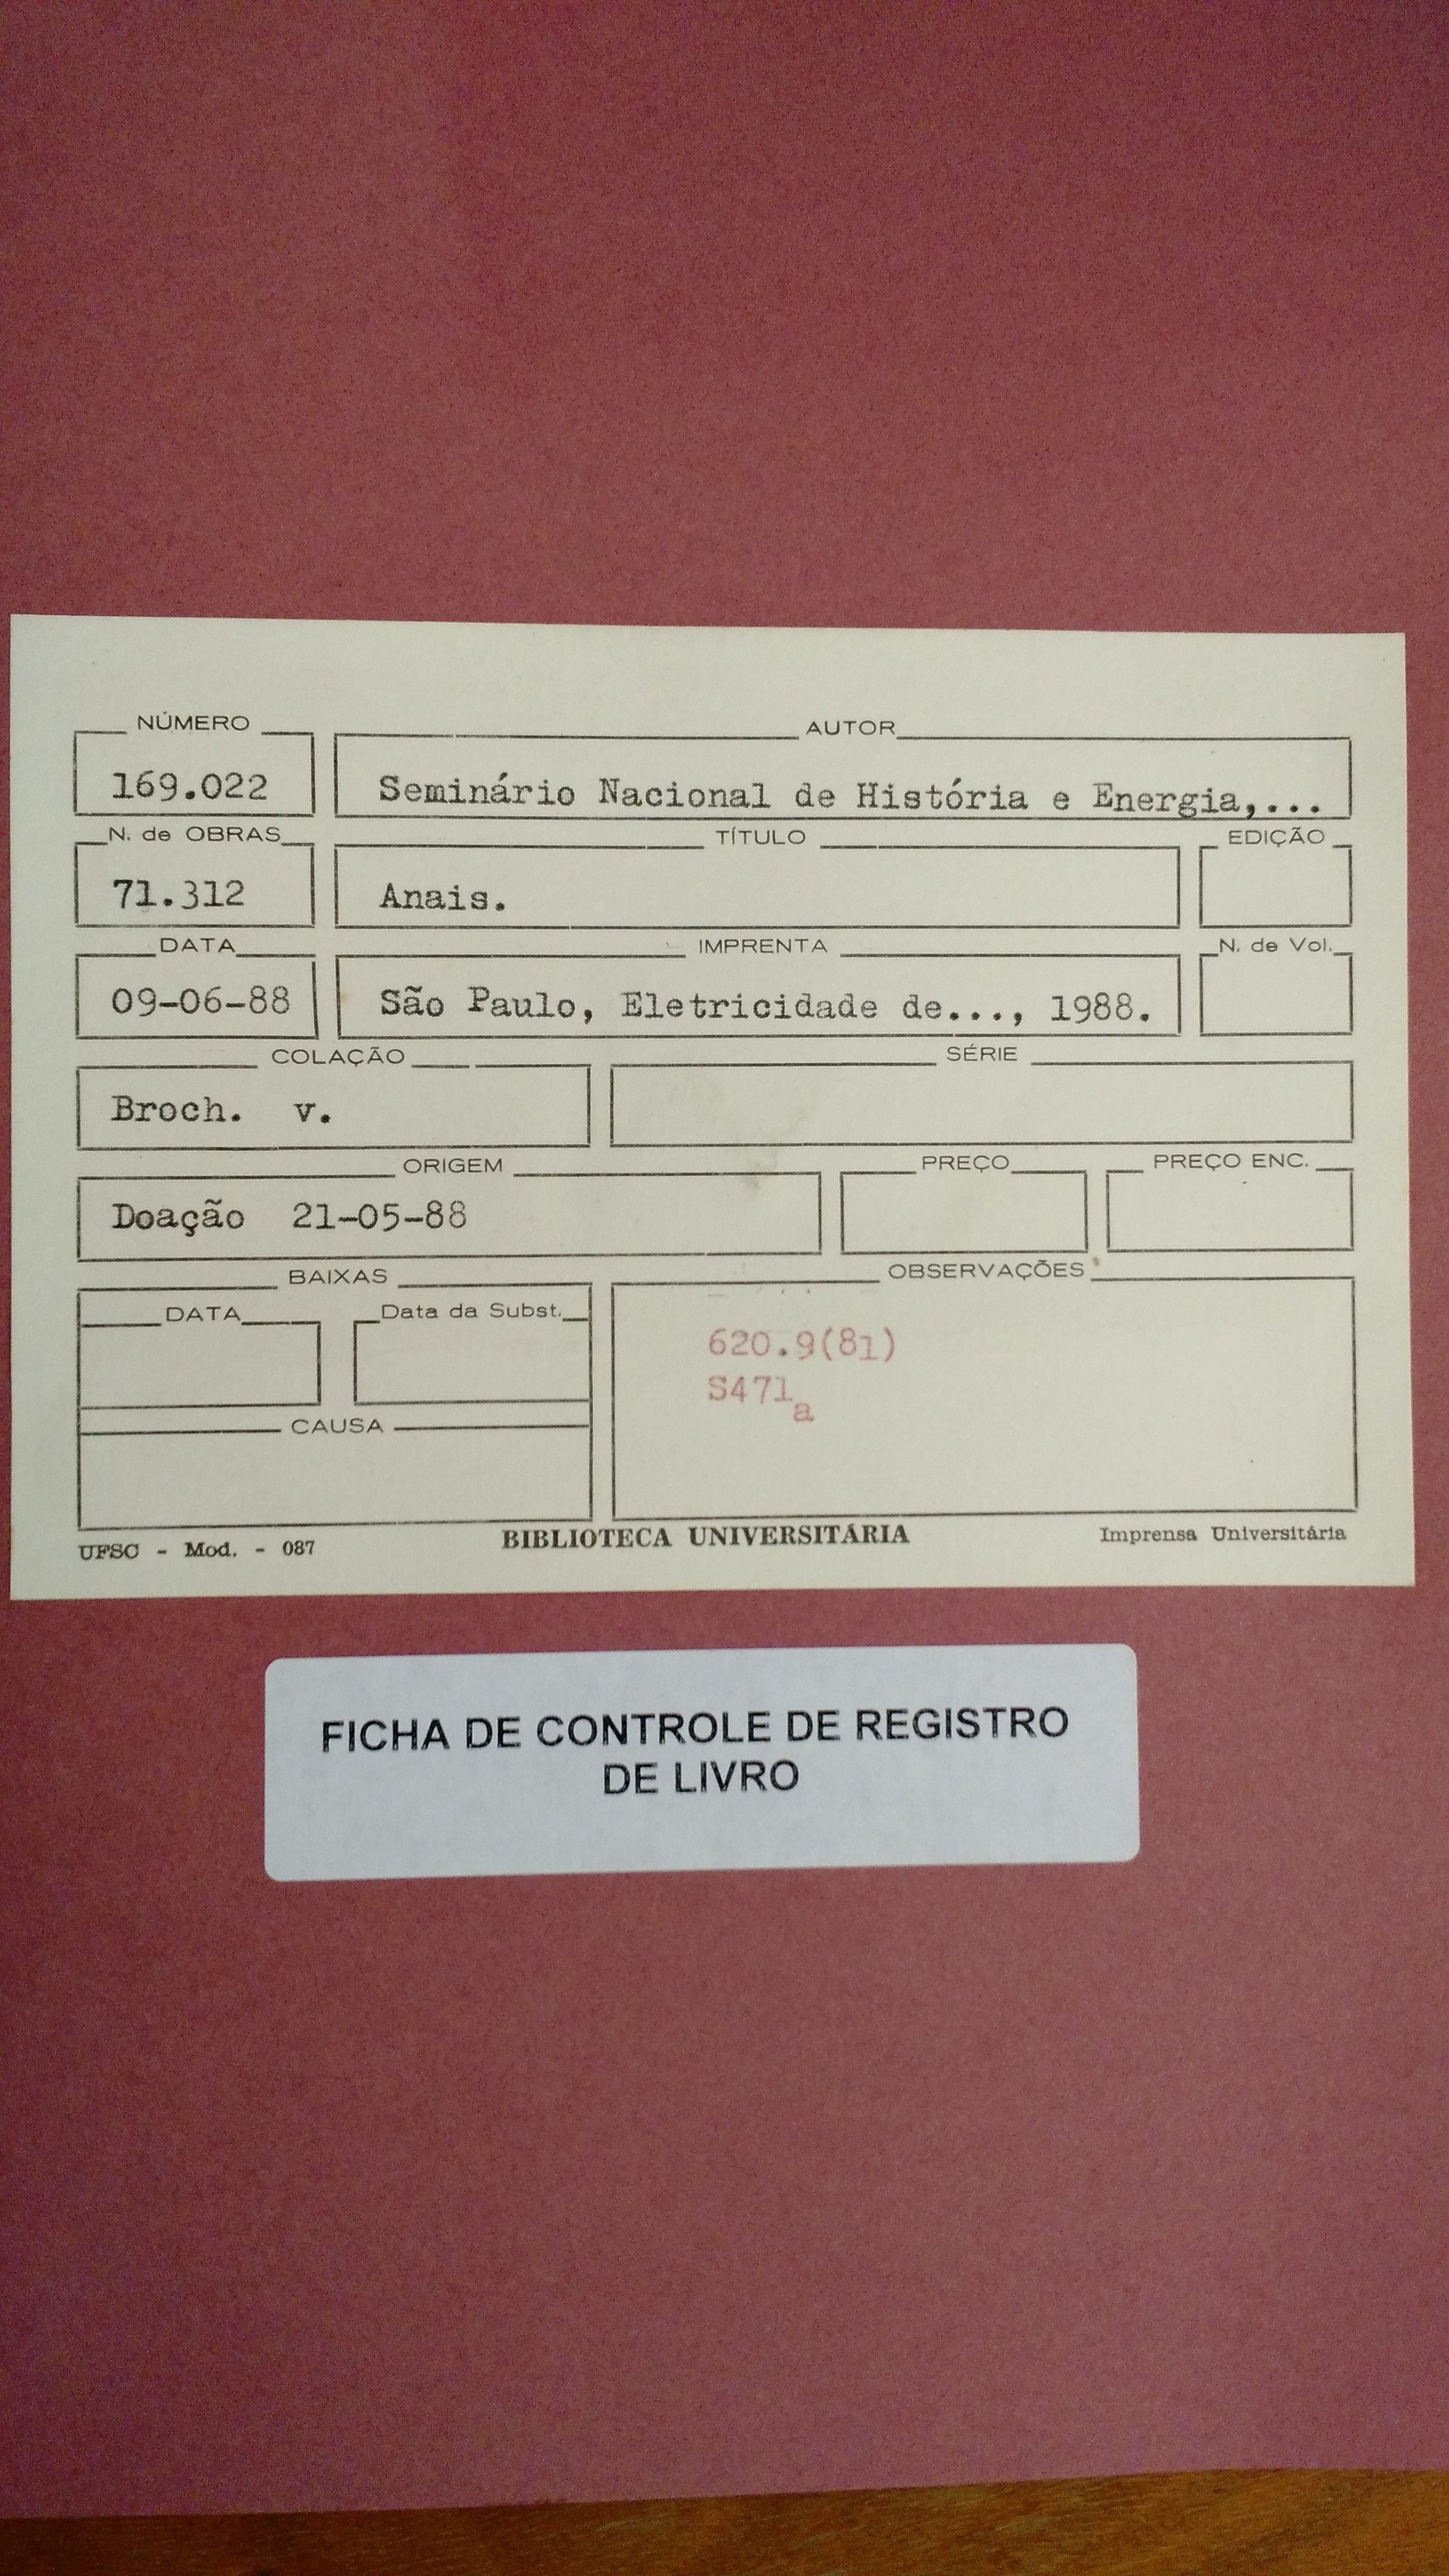 NÚMERO AUTOR
169.022 Seminário Nacional de História e Energia,...
N. de OBRAS TÍTULO EDIÇÃO
71.312 Anais.
DATA IMPRENTA N. de Vol.
09-06-88 São Paulo, Eletricidade de..., 1988.
COLAÇÃO SÉRIE
Broch. v.
ORIGEM PREÇO PREÇO ENC.
Doação 21-05-88
BAIXAS OBSERVAÇÕES
DATA Data da Subst.
620.9(81)
S471a
CAUSA
UFSC - Mod. - 087 BIBLIOTECA UNIVERSITÁRIA Imprensa Universitária
FICHA DE CONTROLE DE REGISTRO
DE LIVRO